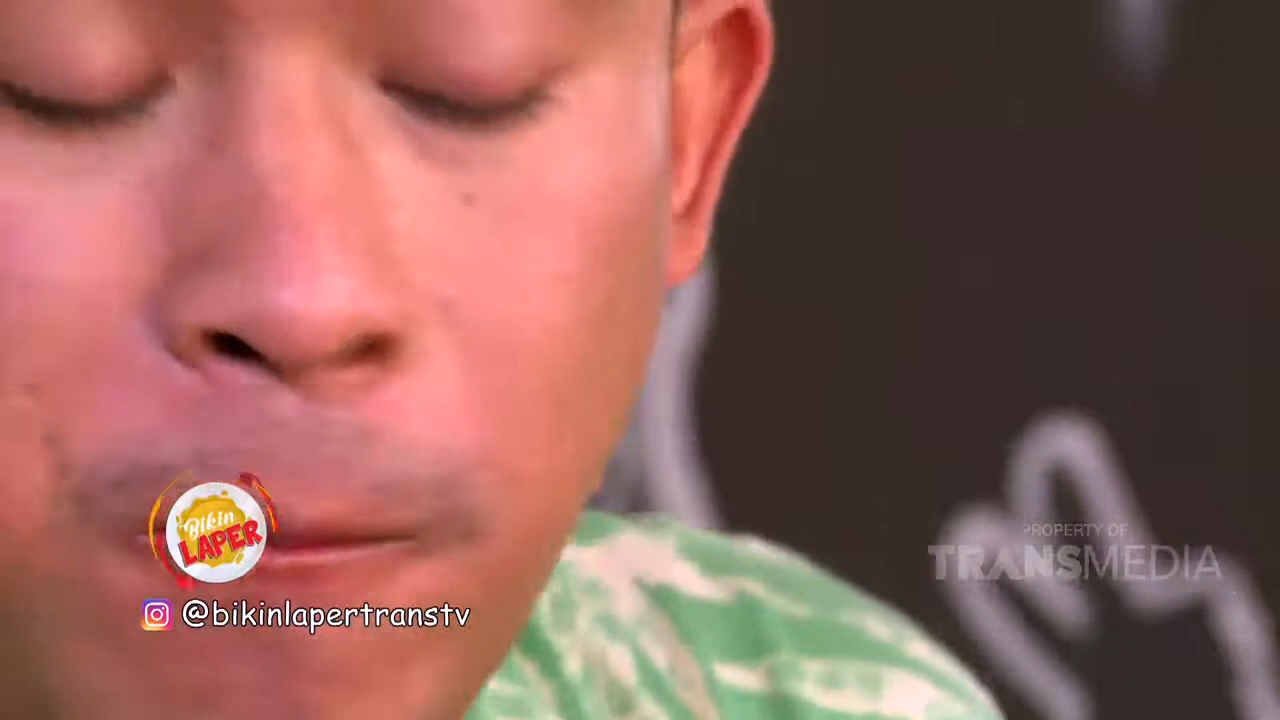 Bikin
LAPER
@bikinlapertranstv
PROPERTY OF
TRANSMEDIA